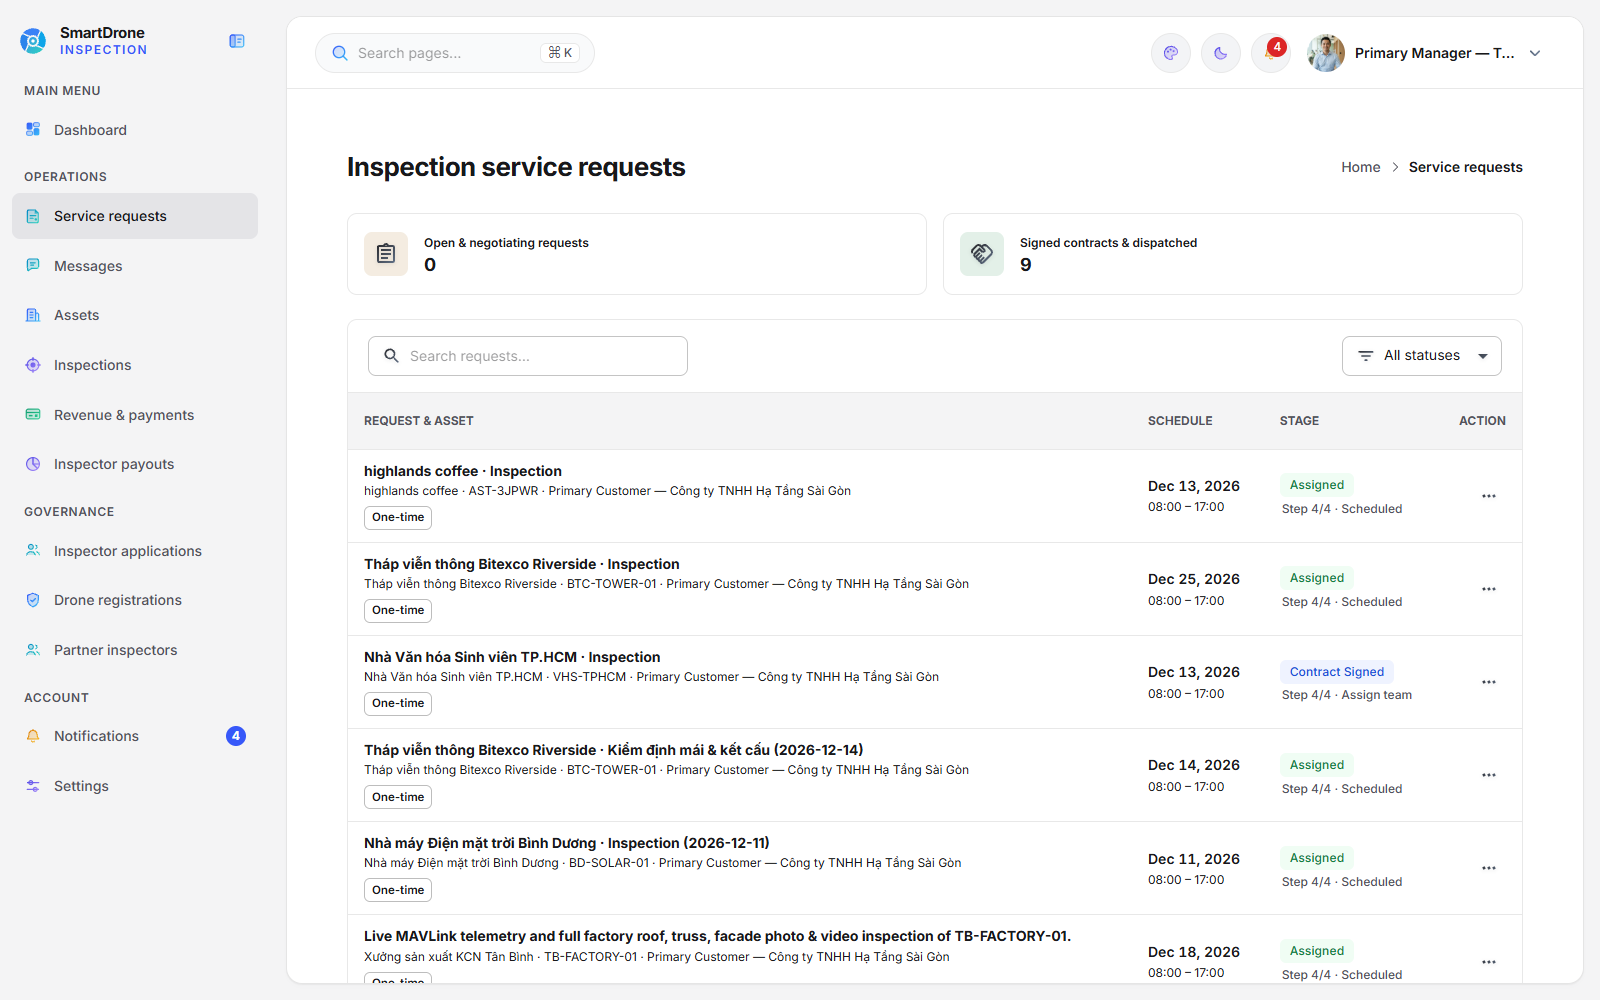 SmartDrone
INSPECTION
MAIN MENU
Dashboard
OPERATIONS
Service requests
Messages
Assets
Inspections
Revenue & payments
Inspector payouts
GOVERNANCE
Inspector applications
Drone registrations
Partner inspectors
ACCOUNT
Notifications 4
Settings
Search pages... ⌘ K
4
Primary Manager — T...
Inspection service requests
Home > Service requests
Open & negotiating requests
0
Signed contracts & dispatched
9
Search requests...
All statuses
REQUEST & ASSET SCHEDULE STAGE ACTION
highlands coffee · Inspection
highlands coffee · AST-3JPWR · Primary Customer — Công ty TNHH Hạ Tầng Sài Gòn
One-time
Dec 13, 2026
08:00 – 17:00
Assigned
Step 4/4 · Scheduled
Tháp viễn thông Bitexco Riverside · Inspection
Tháp viễn thông Bitexco Riverside · BTC-TOWER-01 · Primary Customer — Công ty TNHH Hạ Tầng Sài Gòn
One-time
Dec 25, 2026
08:00 – 17:00
Assigned
Step 4/4 · Scheduled
Nhà Văn hóa Sinh viên TP.HCM · Inspection
Nhà Văn hóa Sinh viên TP.HCM · VHS-TPHCM · Primary Customer — Công ty TNHH Hạ Tầng Sài Gòn
One-time
Dec 13, 2026
08:00 – 17:00
Contract Signed
Step 4/4 · Assign team
Tháp viễn thông Bitexco Riverside · Kiểm định mái & kết cấu (2026-12-14)
Tháp viễn thông Bitexco Riverside · BTC-TOWER-01 · Primary Customer — Công ty TNHH Hạ Tầng Sài Gòn
One-time
Dec 14, 2026
08:00 – 17:00
Assigned
Step 4/4 · Scheduled
Nhà máy Điện mặt trời Bình Dương · Inspection (2026-12-11)
Nhà máy Điện mặt trời Bình Dương · BD-SOLAR-01 · Primary Customer — Công ty TNHH Hạ Tầng Sài Gòn
One-time
Dec 11, 2026
08:00 – 17:00
Assigned
Step 4/4 · Scheduled
Live MAVLink telemetry and full factory roof, truss, facade photo & video inspection of TB-FACTORY-01.
Xưởng sản xuất KCN Tân Bình · TB-FACTORY-01 · Primary Customer — Công ty TNHH Hạ Tầng Sài Gòn
One-time
Dec 18, 2026
08:00 – 17:00
Assigned
Step 4/4 · Scheduled